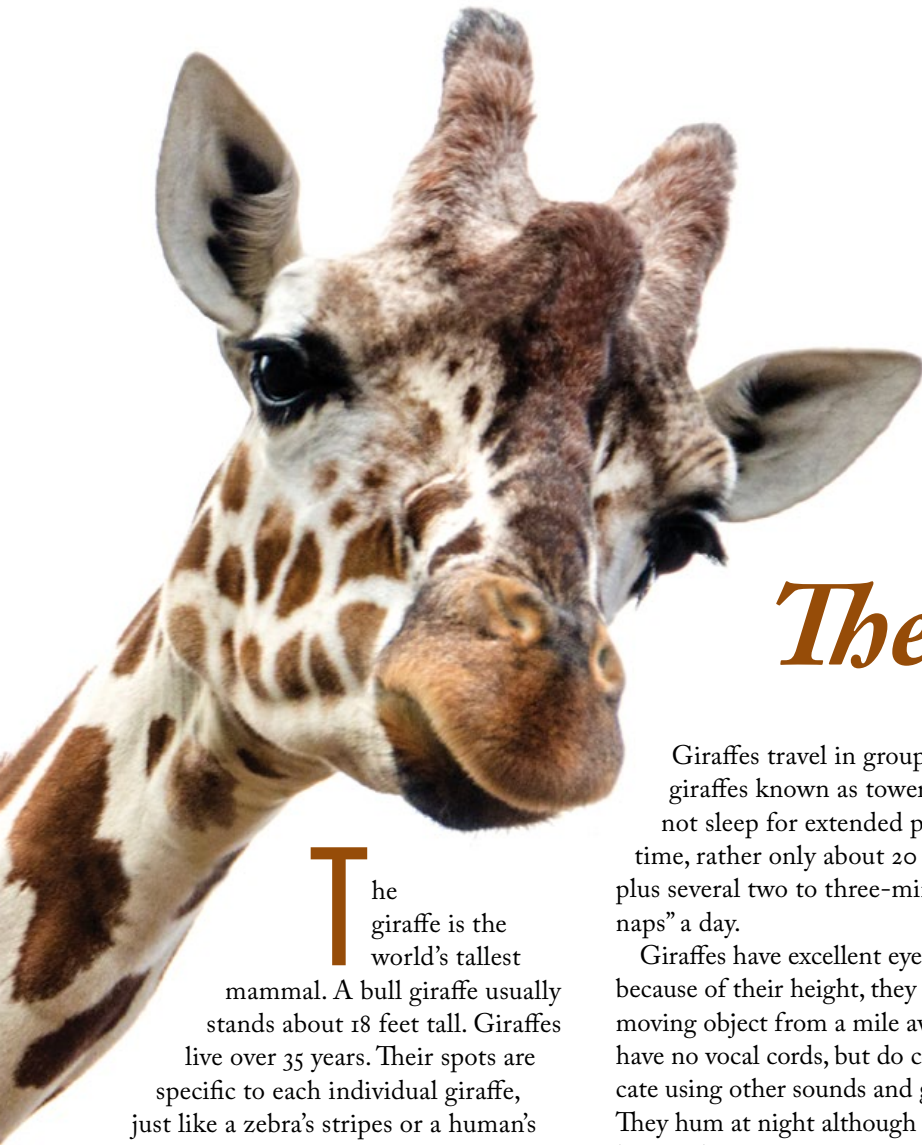 The
The
giraffe is the
world's tallest
mammal. A bull giraffe usually
stands about 18 feet tall. Giraffes
live over 35 years. Their spots are
specific to each individual giraffe,
just like a zebra's stripes or a human's
Giraffes travel in group
giraffes known as tower
not sleep for extended p
time, rather only about 20
plus several two to three-mi
naps" a day.
Giraffes have excellent eye
because of their height, they
moving object from a mile aw
have no vocal cords, but do c
cate using other sounds and g
They hum at night although